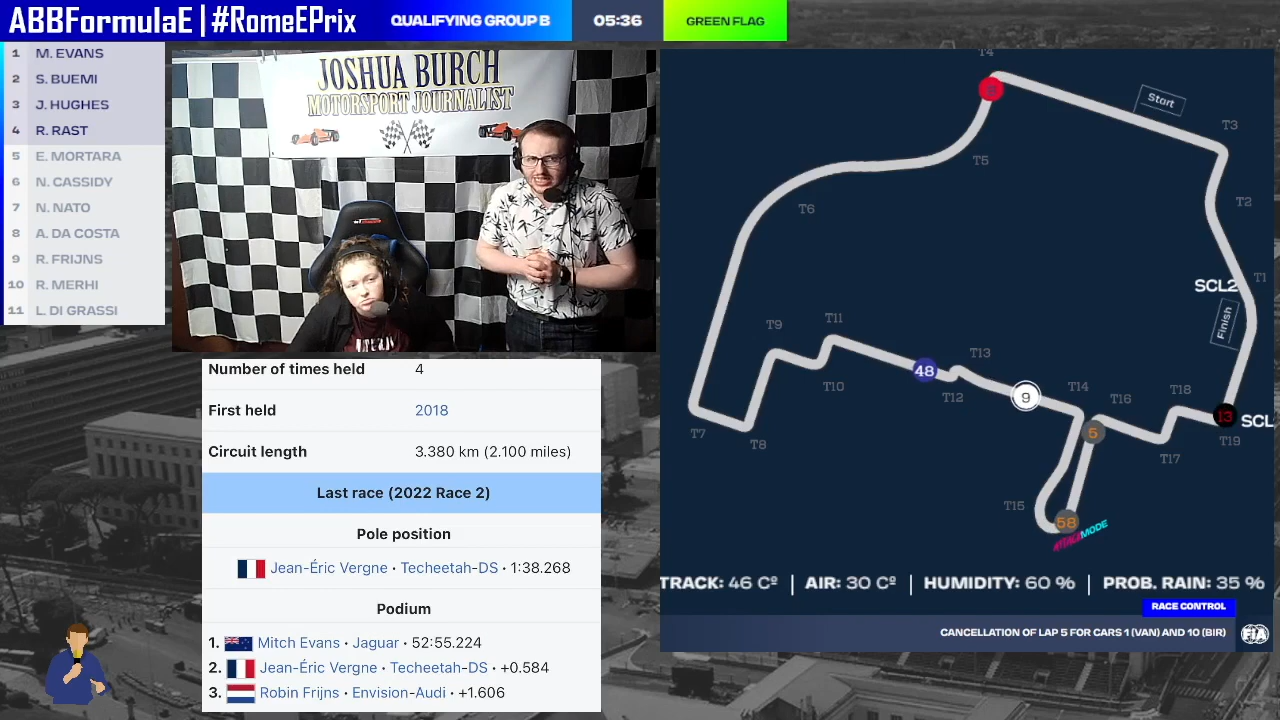 ABBFormulaE | #RomeEPrix
QUALIFYING GROUP B
05:36
GREEN FLAG
1 M. EVANS
2 S. BUEMI
3 J. HUGHES
4 R. RAST
5 E. MORTARA
6 N. CASSIDY
7 N. NATO
8 A. DA COSTA
9 R. FRIJNS
10 R. MERHI
11 L. DI GRASSI
JOSHUA BURCH
MOTORSPORT JOURNALIST
Number of times held 4
First held 2018
Circuit length 3.380 km (2.100 miles)
Last race (2022 Race 2)
Pole position
Jean-Éric Vergne • Techeetah-DS • 1:38.268
Podium
1. Mitch Evans • Jaguar • 52:55.224
2. Jean-Éric Vergne • Techeetah-DS • +0.584
3. Robin Frijns • Envision-Audi • +1.606
T4
Start
T3
T5
T2
T6
T1
SCL2
Finish
T11
T9
T13
48
T10
T12
9
T14
T16
T18
13
SCL
T7
T8
5
T19
T17
T15
58
ATTACK MODE
TRACK: 46 Cº | AIR: 30 Cº | HUMIDITY: 60 % | PROB. RAIN: 35 %
RACE CONTROL
CANCELLATION OF LAP 5 FOR CARS 1 (VAN) AND 10 (BIR)
FIA